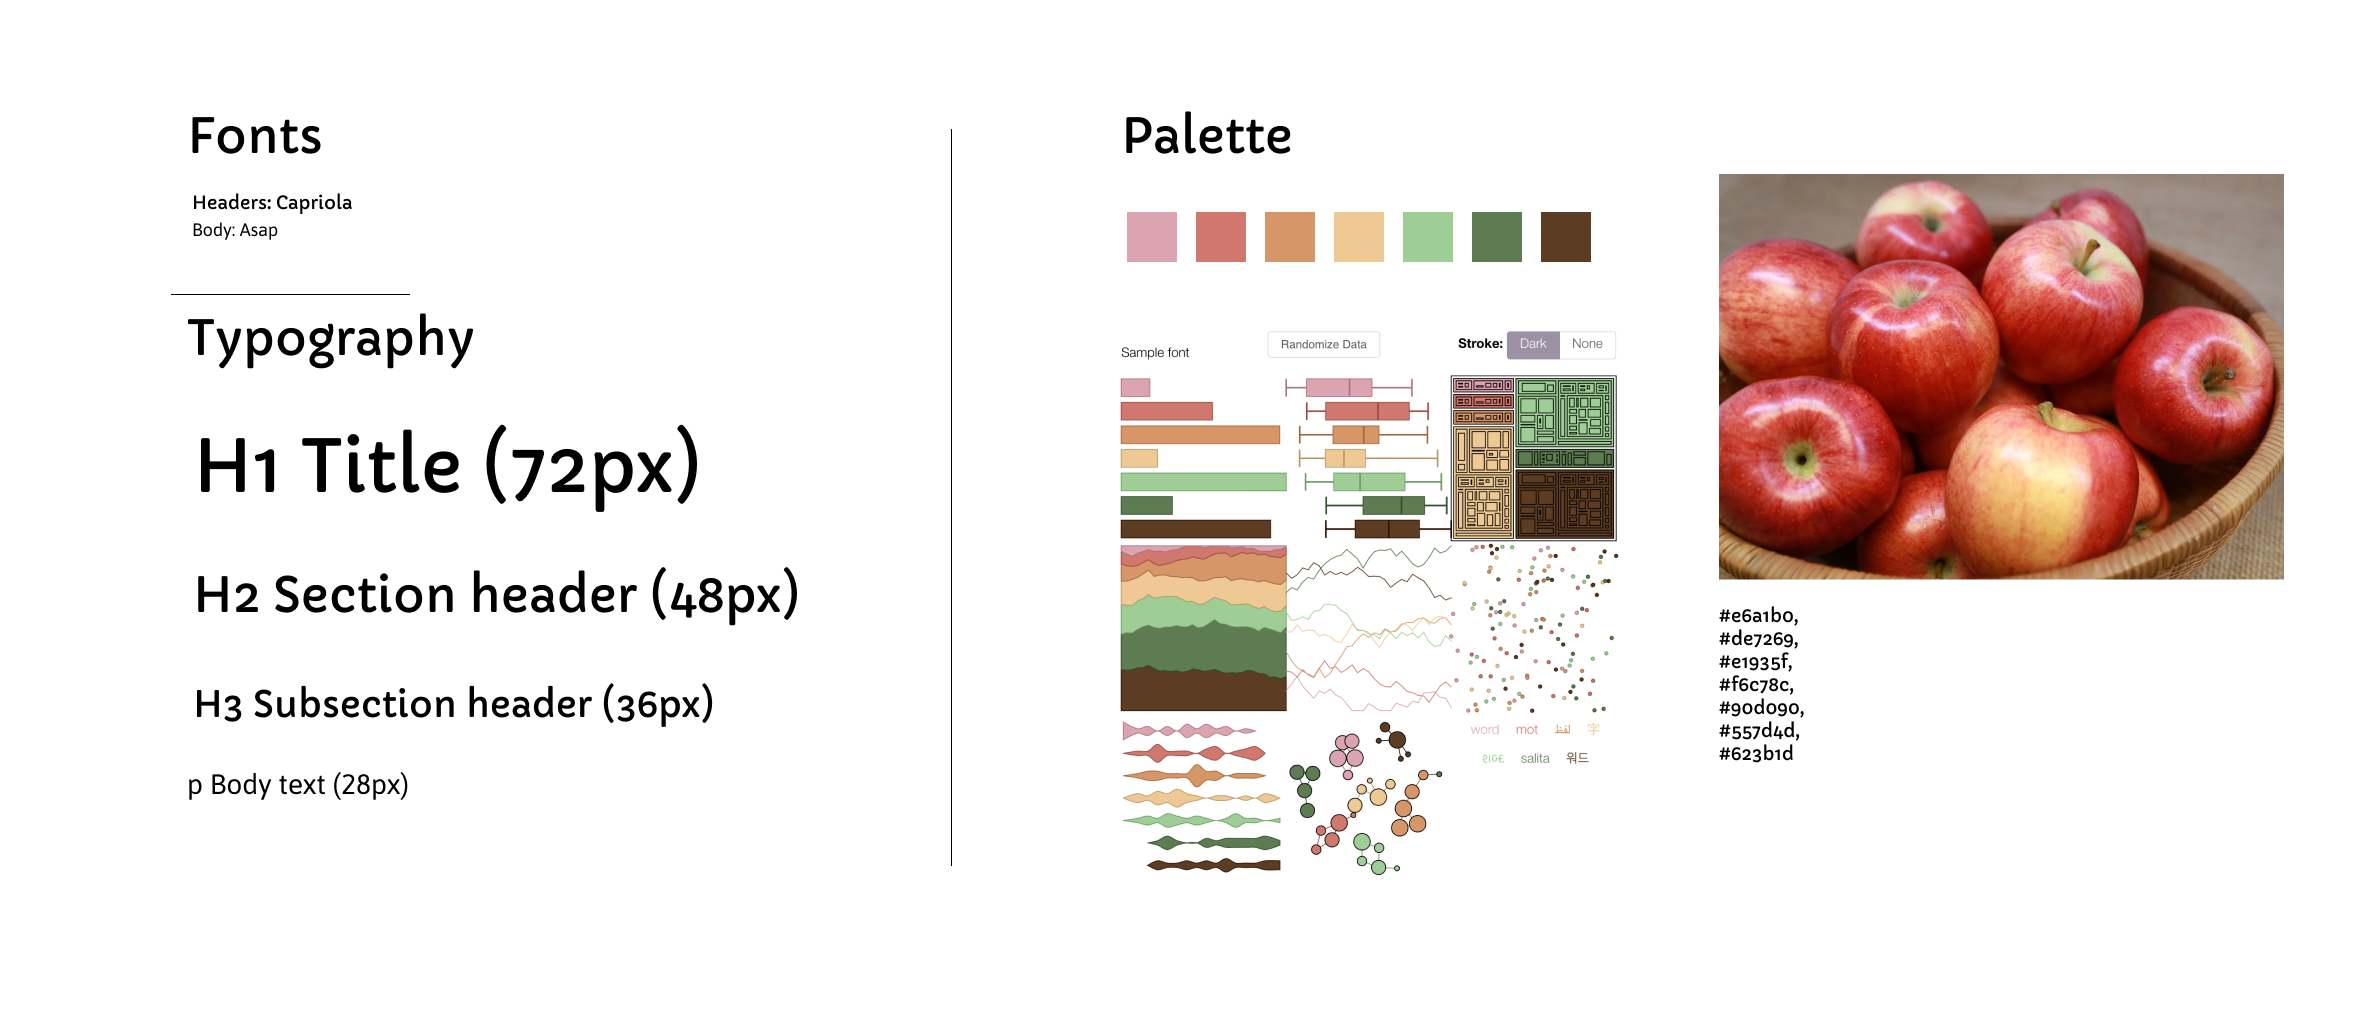 Fonts
Headers: Capriola
Body: Asap
Typography
H1 Title (72px)
H2 Section header (48px)
H3 Subsection header (36px)
p Body text (28px)
Palette
Sample font
Randomize Data
Stroke: Dark None
word mot لفظ 字
salita 워드
#e6a1b0,
#de7269,
#e1935f,
#f6c78c,
#90d090,
#557d4d,
#623b1d